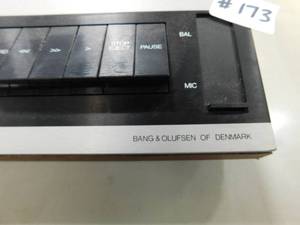 #173
<<
>>
>
STOP
EJECT
PAUSE
BAL
MIC
BANG & OLUFSEN OF DENMARK